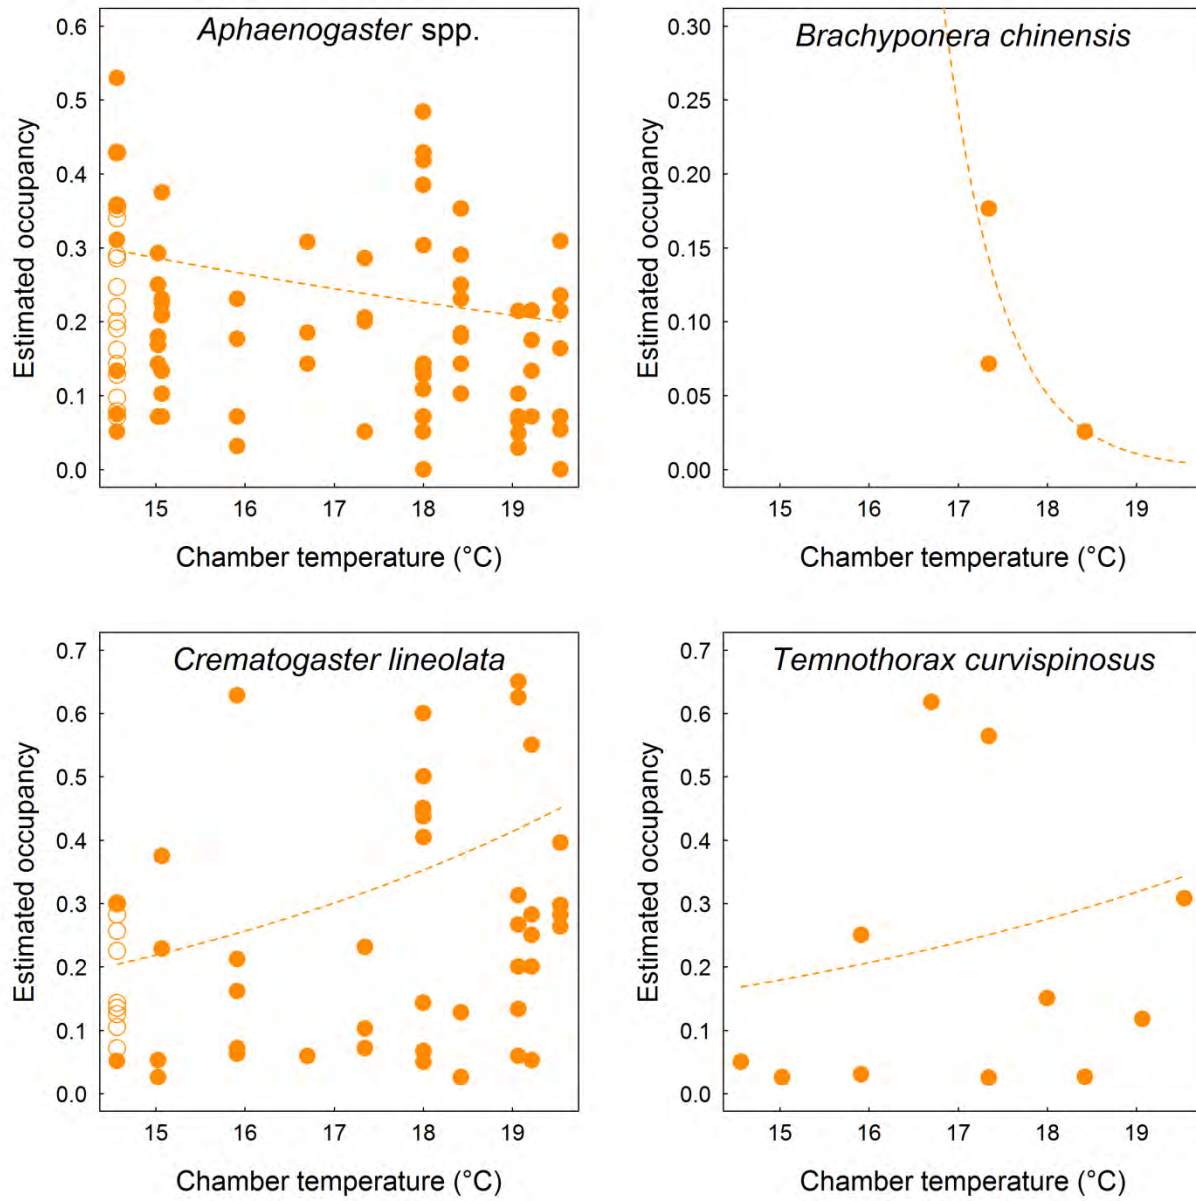 Aphaenogaster spp.
Estimated occupancy
0.6
0.5
0.4
0.3
0.2
0.1
0.0
15 16 17 18 19
Chamber temperature (°C)
Brachyponera chinensis
Estimated occupancy
0.30
0.25
0.20
0.15
0.10
0.05
0.00
15 16 17 18 19
Chamber temperature (°C)
Crematogaster lineolata
Estimated occupancy
0.7
0.6
0.5
0.4
0.3
0.2
0.1
0.0
15 16 17 18 19
Chamber temperature (°C)
Temnothorax curvispinosus
Estimated occupancy
0.7
0.6
0.5
0.4
0.3
0.2
0.1
0.0
15 16 17 18 19
Chamber temperature (°C)